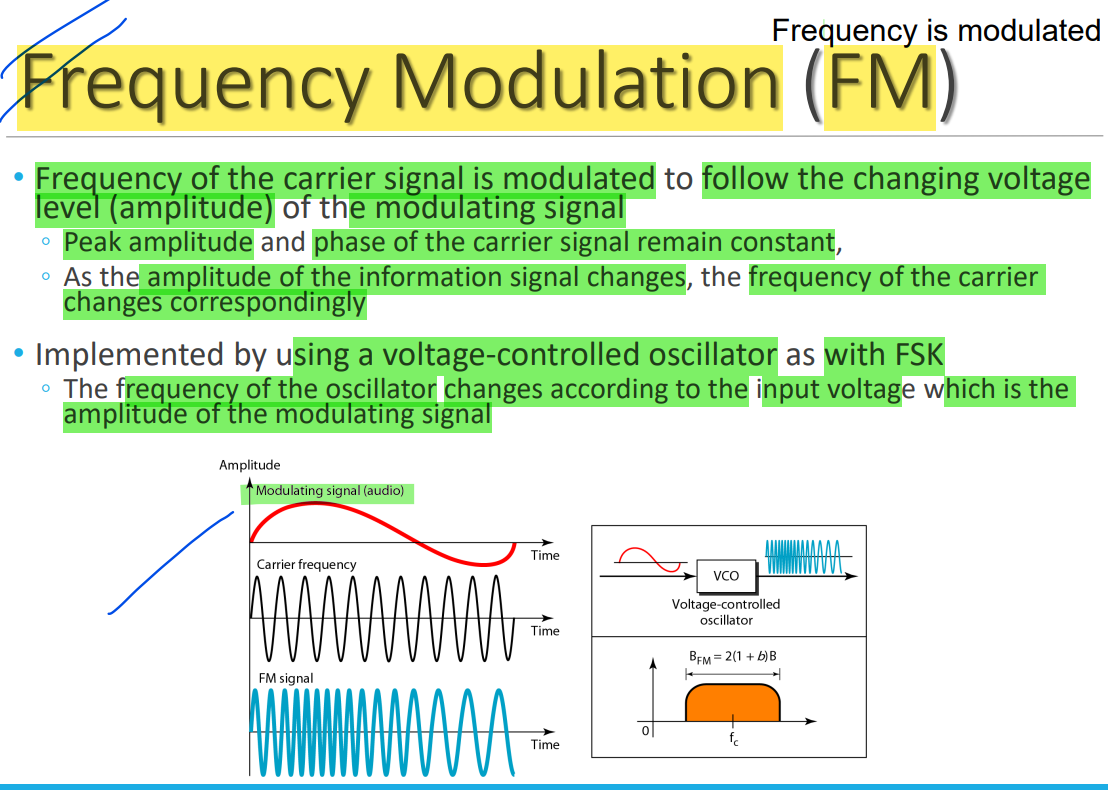 Frequency is modulated
Frequency Modulation (FM)
• Frequency of the carrier signal is modulated to follow the changing voltage
level (amplitude) of the modulating signal
◦ Peak amplitude and phase of the carrier signal remain constant,
◦ As the amplitude of the information signal changes, the frequency of the carrier
changes correspondingly
• Implemented by using a voltage-controlled oscillator as with FSK
◦ The frequency of the oscillator changes according to the input voltage which is the
amplitude of the modulating signal
Amplitude
Modulating signal (audio)
Time
Carrier frequency
Time
FM signal
Time
VCO
Voltage-controlled
oscillator
B_FM = 2(1 + b)B
0
f_c